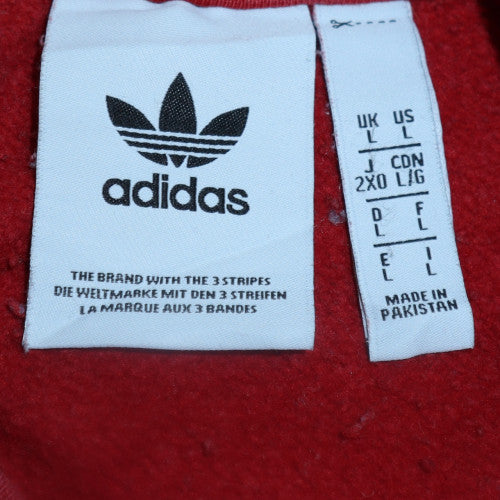 adidas
THE BRAND WITH THE 3 STRIPES
DIE WELTMARKE MIT DEN 3 STREIFEN
LA MARQUE AUX 3 BANDES
UK US
L L
J CDN
2XO L/G
D F
L L
E I
L L
MADE IN
PAKISTAN